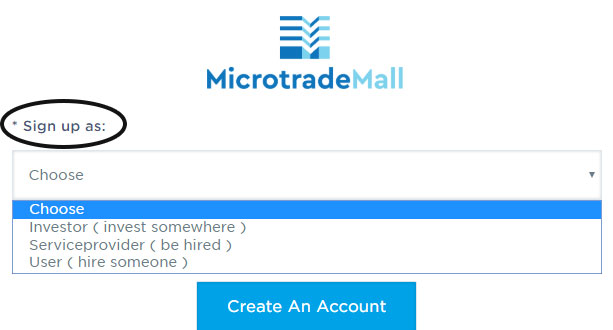 MicrotradeMall
* Sign up as:
Choose
Choose
Investor ( invest somewhere )
Serviceprovider ( be hired )
User ( hire someone )
Create An Account